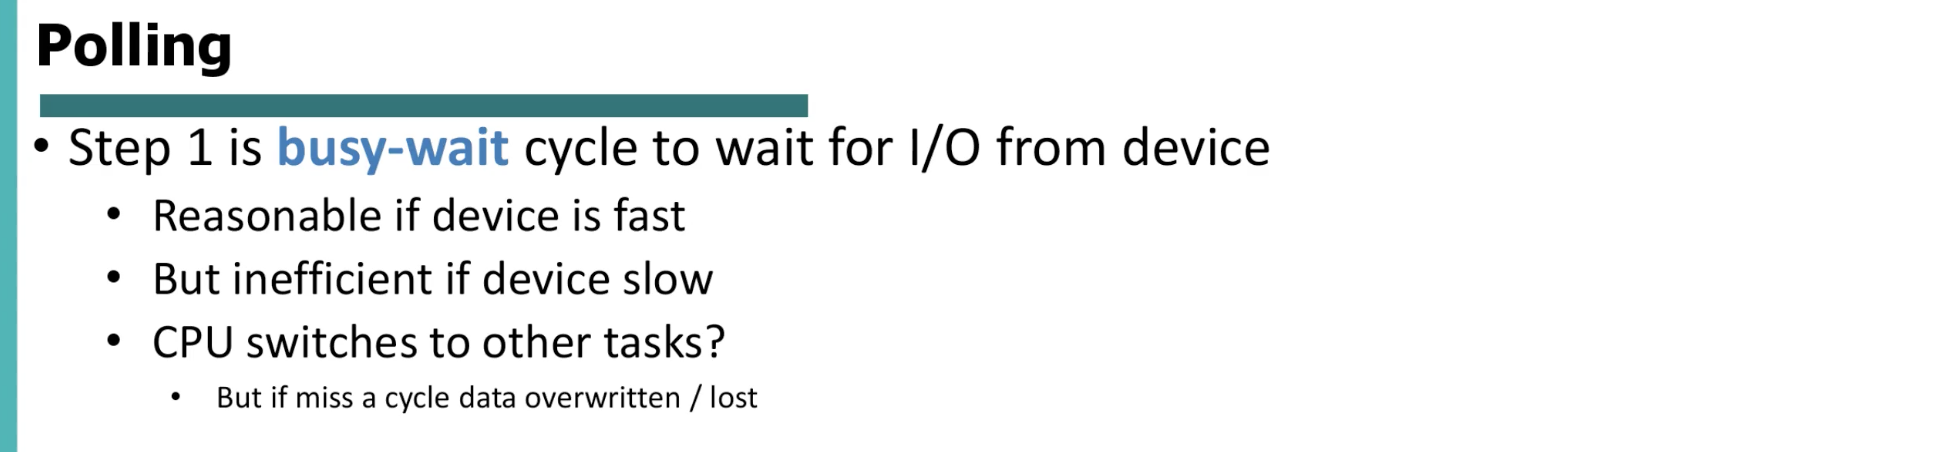 Polling
• Step 1 is busy-wait cycle to wait for I/O from device
• Reasonable if device is fast
• But inefficient if device slow
• CPU switches to other tasks?
• But if miss a cycle data overwritten / lost